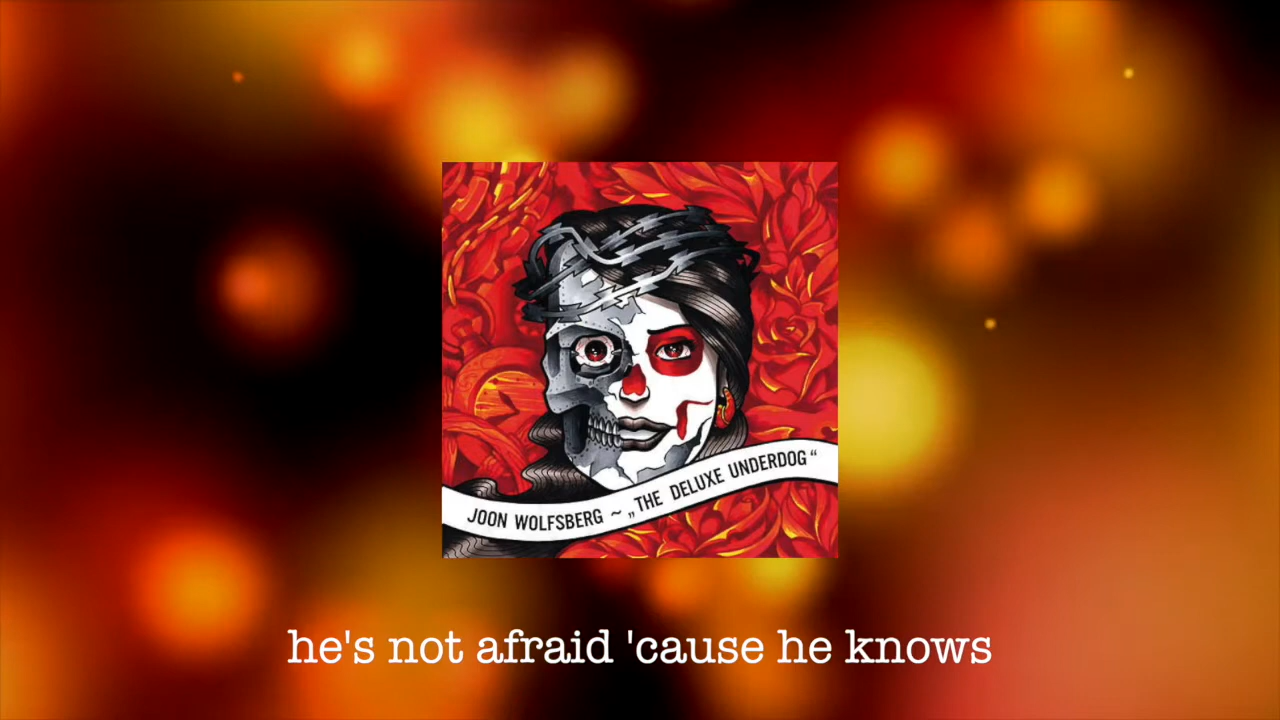 JOON WOLFSBERG ~ „THE DELUXE UNDERDOG“
he's not afraid 'cause he knows